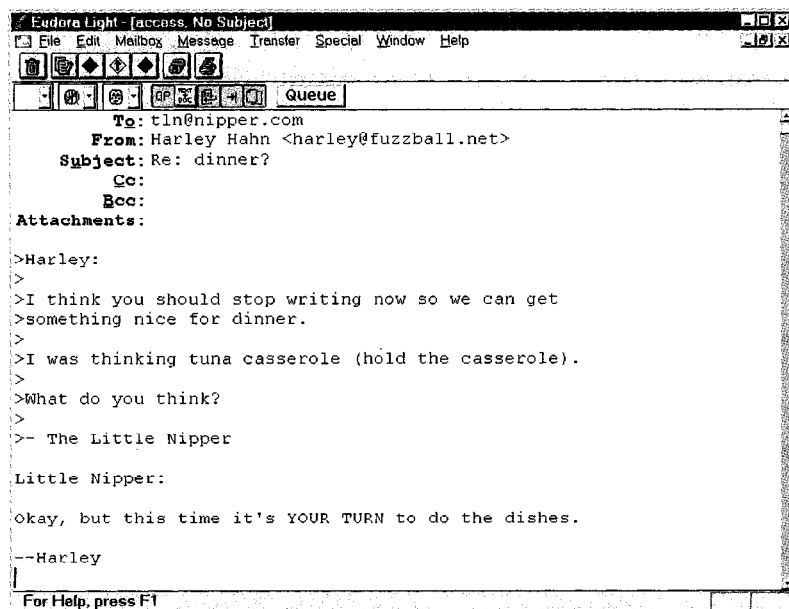 Eudora Light - [access, No Subject]
File Edit Mailbox Message Transfer Special Window Help
QP Queue
To: tln@nipper.com
From: Harley Hahn <harley@fuzzball.net>
Subject: Re: dinner?
Cc:
Bcc:
Attachments:
>Harley:
>
>I think you should stop writing now so we can get
>something nice for dinner.
>
>I was thinking tuna casserole (hold the casserole).
>
>What do you think?
>
>- The Little Nipper
Little Nipper:
Okay, but this time it's YOUR TURN to do the dishes.
--Harley
For Help, press F1